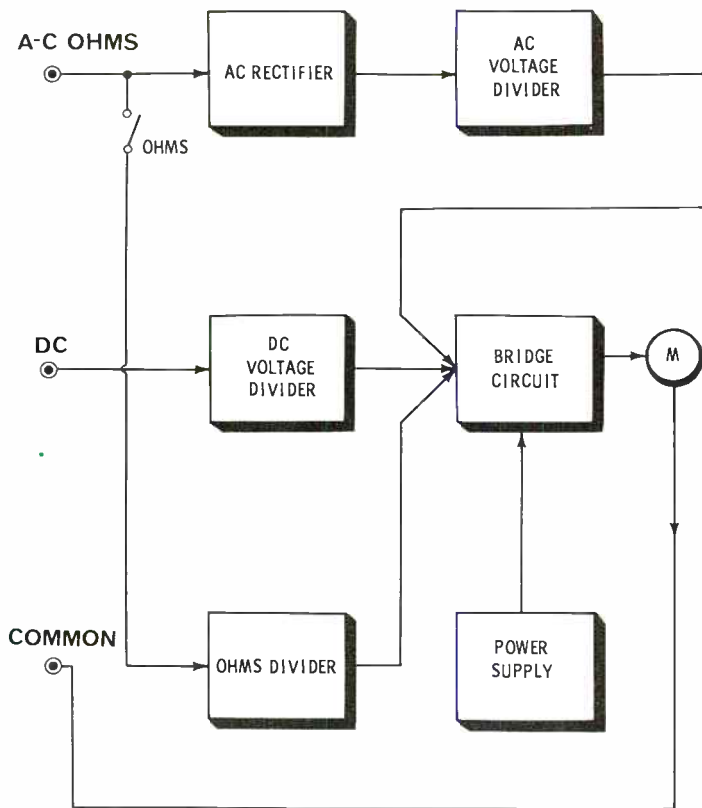 A-C OHMS
AC RECTIFIER
AC
VOLTAGE
DIVIDER
OHMS
DC
DC
VOLTAGE
DIVIDER
BRIDGE
CIRCUIT
M
COMMON
OHMS DIVIDER
POWER
SUPPLY